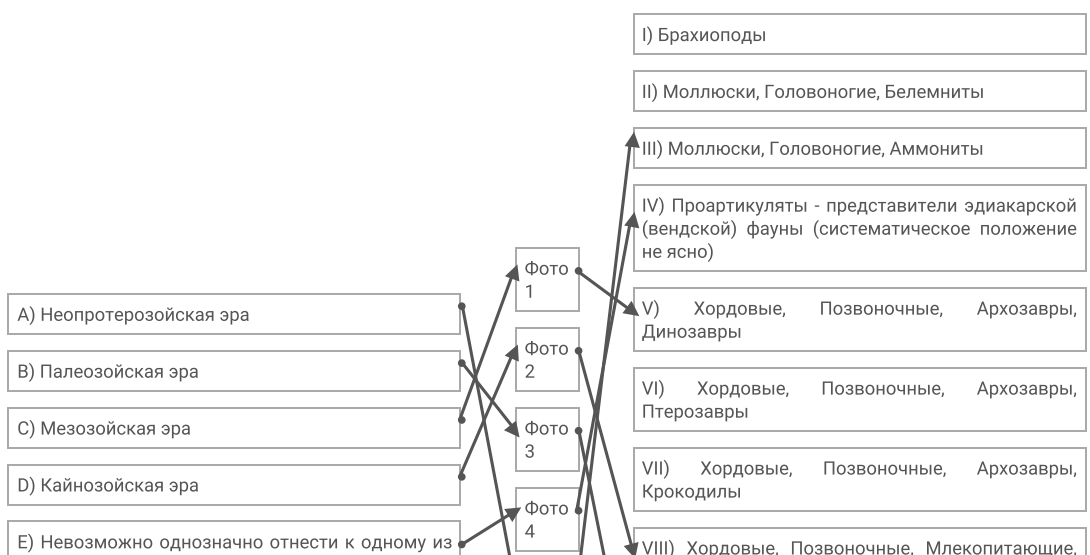 I) Брахиоподы
II) Моллюски, Головоногие, Белемниты
III) Моллюски, Головоногие, Аммониты
IV) Проартикуляты - представители эдиакарской
(вендской) фауны (систематическое положение
не ясно)
Фото
1
A) Неопротерозойская эра
V) Хордовые, Позвоночные, Архозавры,
Динозавры
Фото
2
B) Палеозойская эра
VI) Хордовые, Позвоночные, Архозавры,
Птерозавры
C) Мезозойская эра
Фото
3
VII) Хордовые, Позвоночные, Архозавры,
Крокодилы
D) Кайнозойская эра
Фото
4
E) Невозможно однозначно отнести к одному из
VIII) Хордовые, Позвоночные, Млекопитающие,